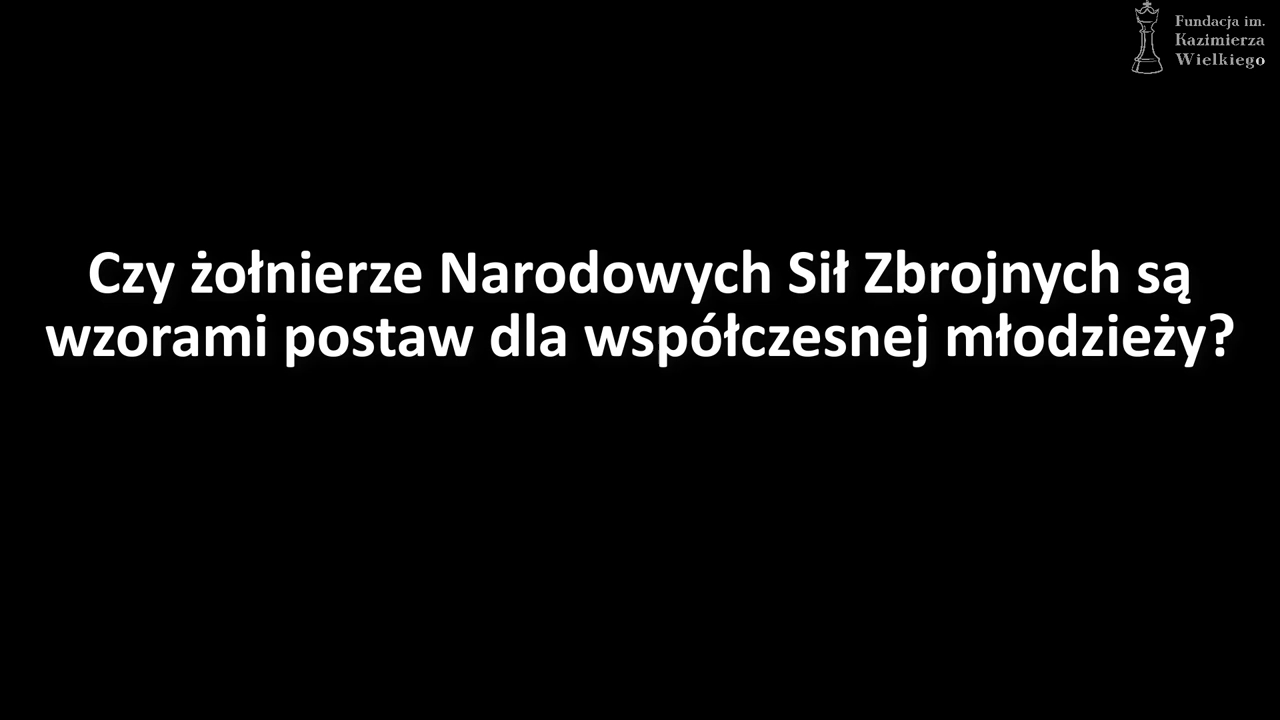 Fundacja im.
Kazimierza
Wielkiego
Czy żołnierze Narodowych Sił Zbrojnych są
wzorami postaw dla współczesnej młodzieży?